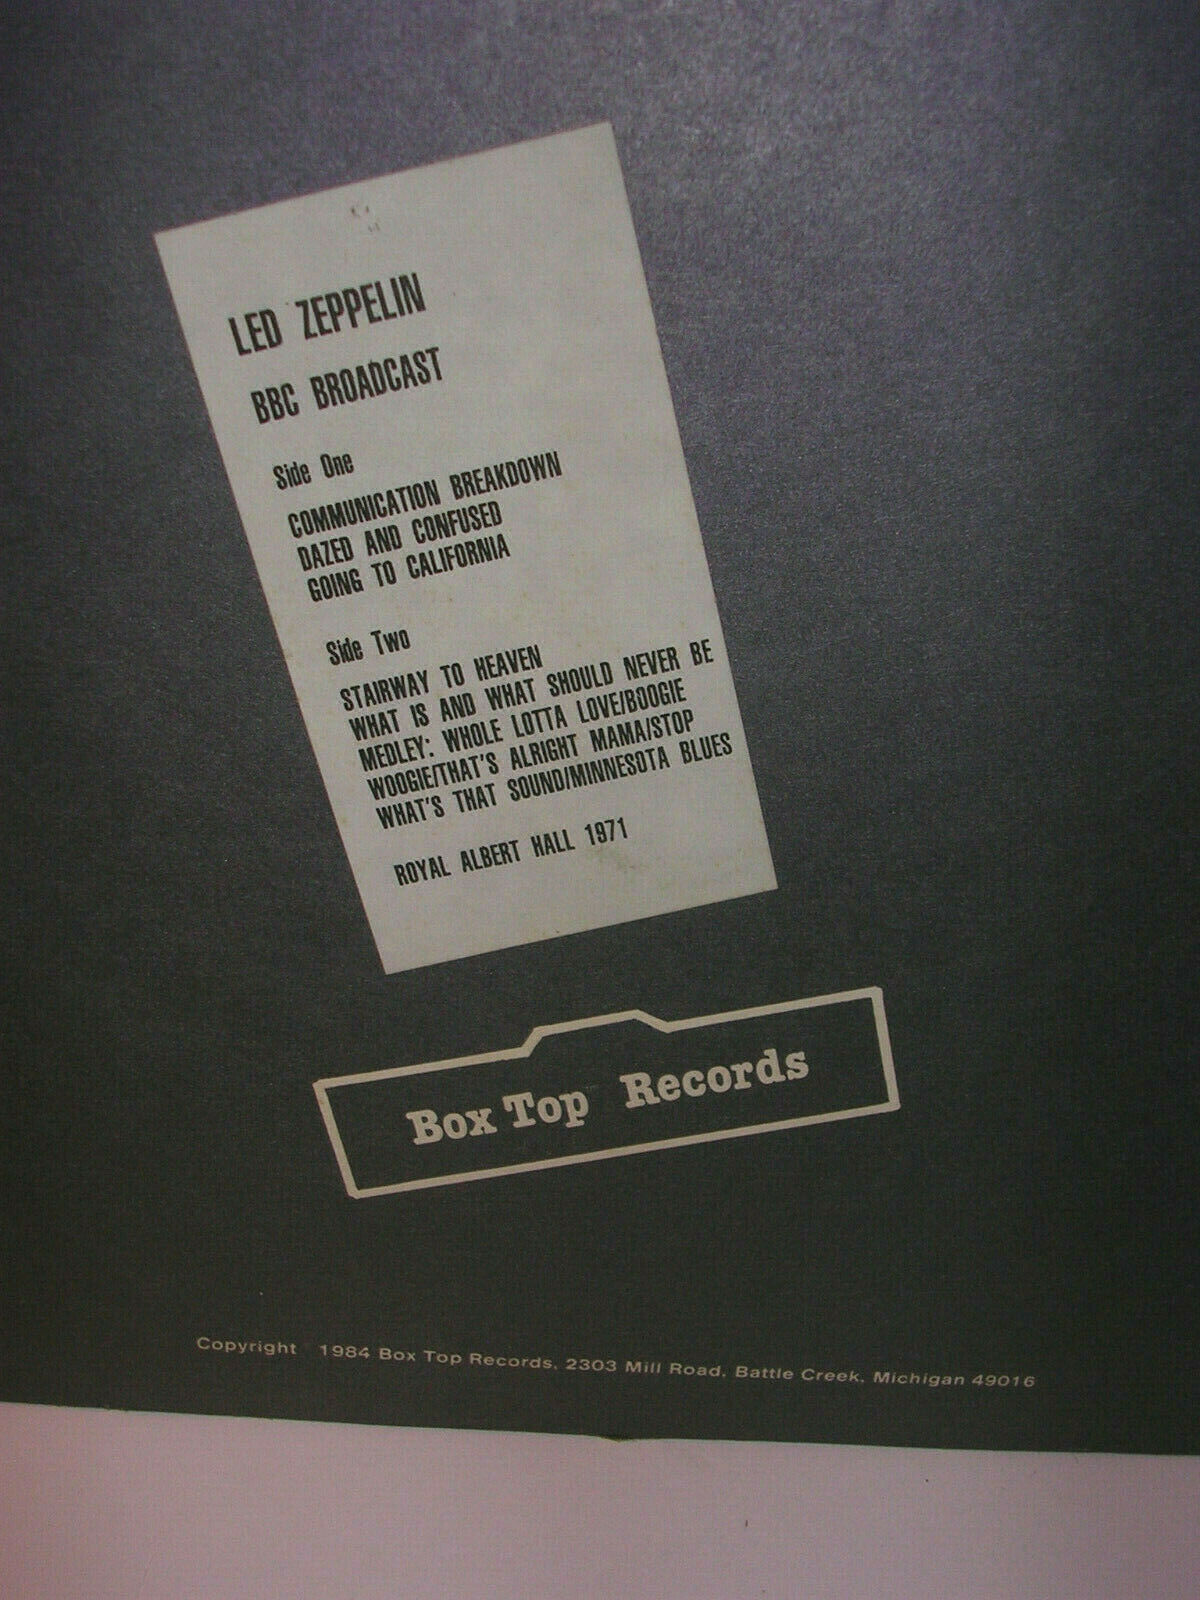 LED ZEPPELIN
BBC BROADCAST
Side One
COMMUNICATION BREAKDOWN
DAZED AND CONFUSED
GOING TO CALIFORNIA
Side Two
STAIRWAY TO HEAVEN
WHAT IS AND WHAT SHOULD NEVER BE
MEDLEY: WHOLE LOTTA LOVE/BOOGIE
WOOGIE/THAT'S ALRIGHT MAMA/STOP
WHAT'S THAT SOUND/MINNESOTA BLUES
ROYAL ALBERT HALL 1971
Box Top Records
Copyright 1984 Box Top Records, 2303 Mill Road, Battle Creek, Michigan 49016